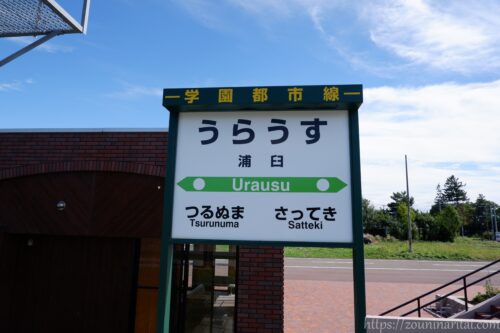 学園都市線
うらうす
浦臼
Urausu
つるぬま さってき
Tsurunuma Satteki
https://zouninaritai.com